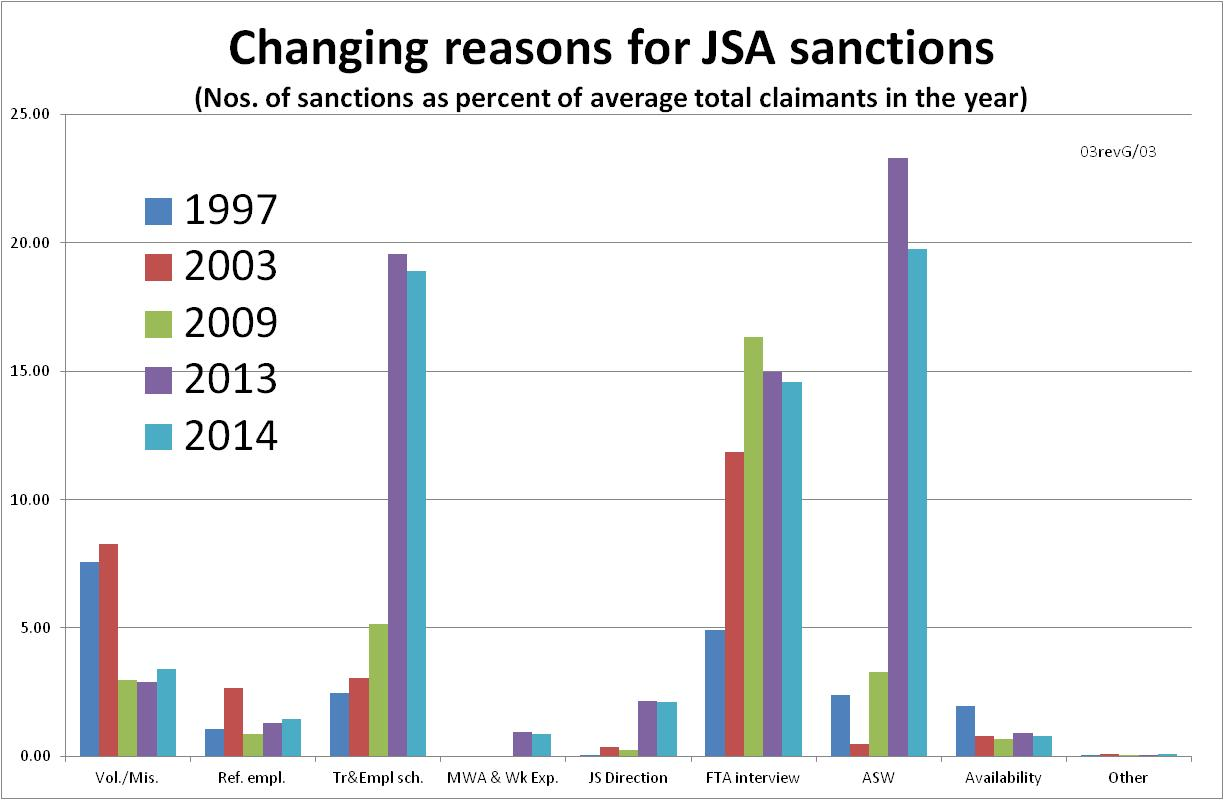 Changing reasons for JSA sanctions
(Nos. of sanctions as percent of average total claimants in the year)
25.00
03revG/03
1997
20.00
2003
2009
15.00
2013
2014
10.00
5.00
0.00
Vol./Mis. Ref. empl. Tr&Empl sch. MWA & Wk Exp. JS Direction FTA interview ASW Availability Other